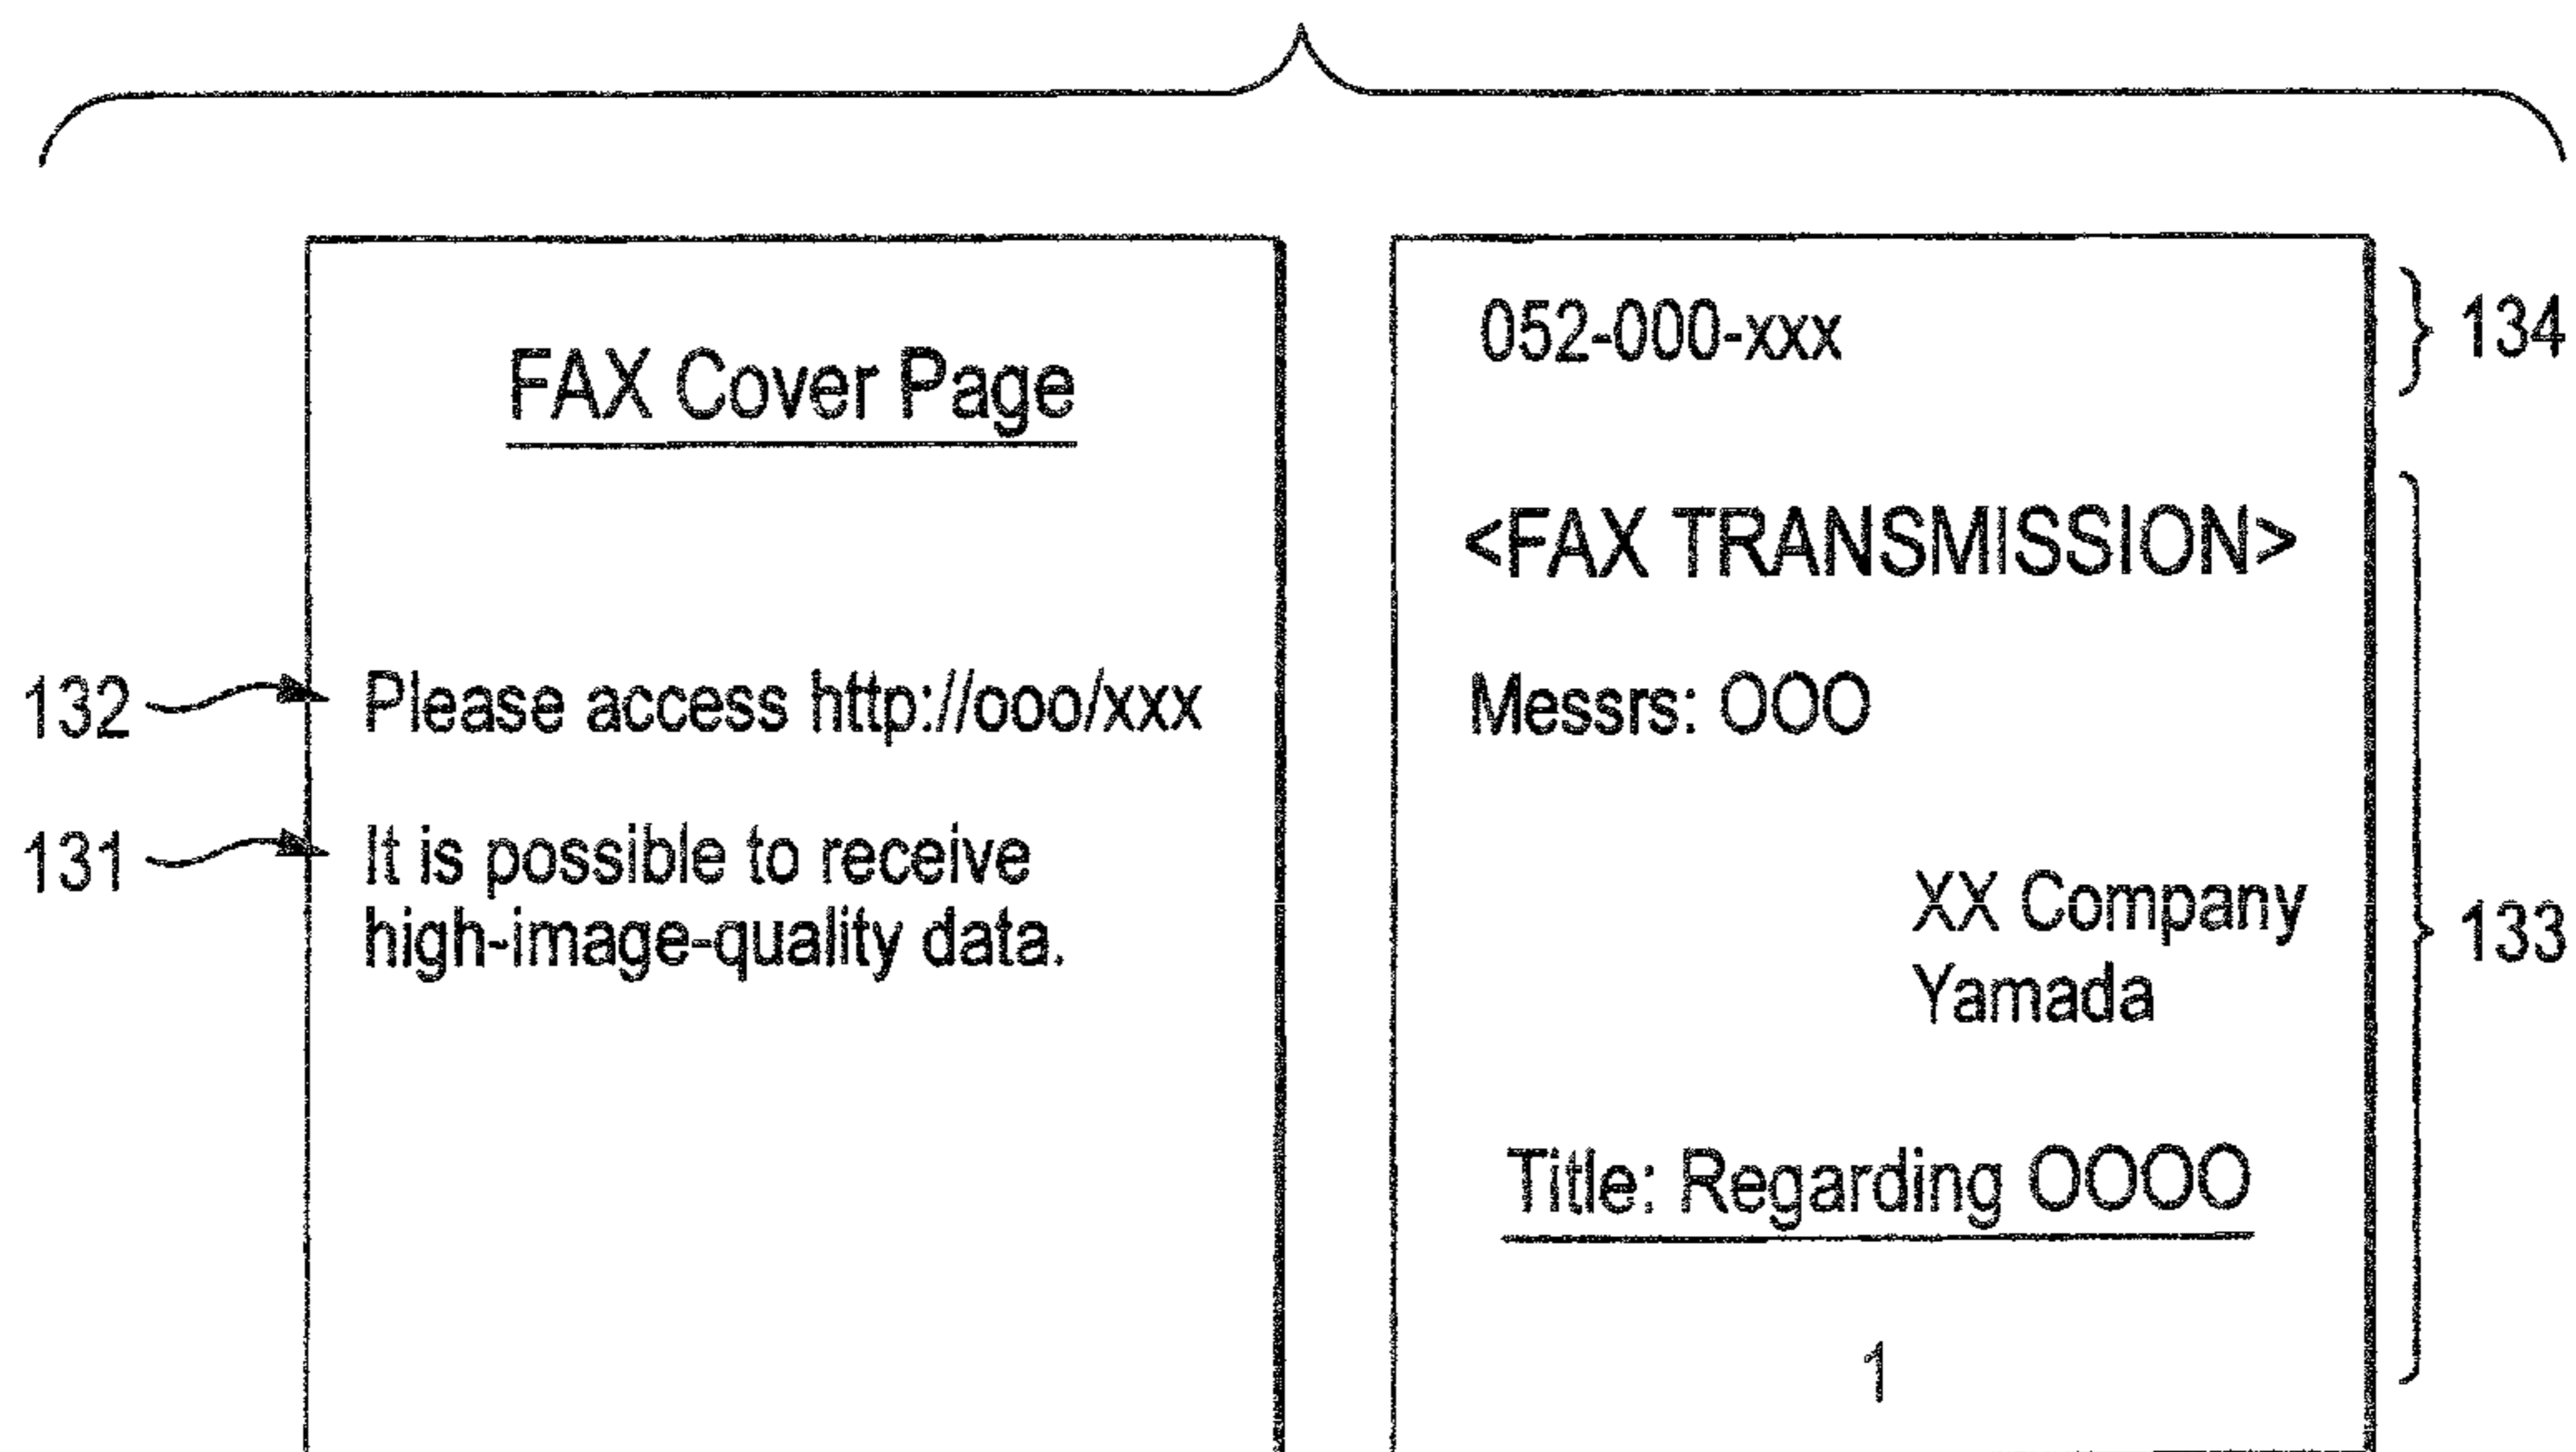 FAX Cover Page
132
Please access http://ooo/xxx
131
It is possible to receive
high-image-quality data.
052-000-xxx
134
<FAX TRANSMISSION>
Messrs: OOO
XX Company
Yamada
133
Title: Regarding OOOO
1